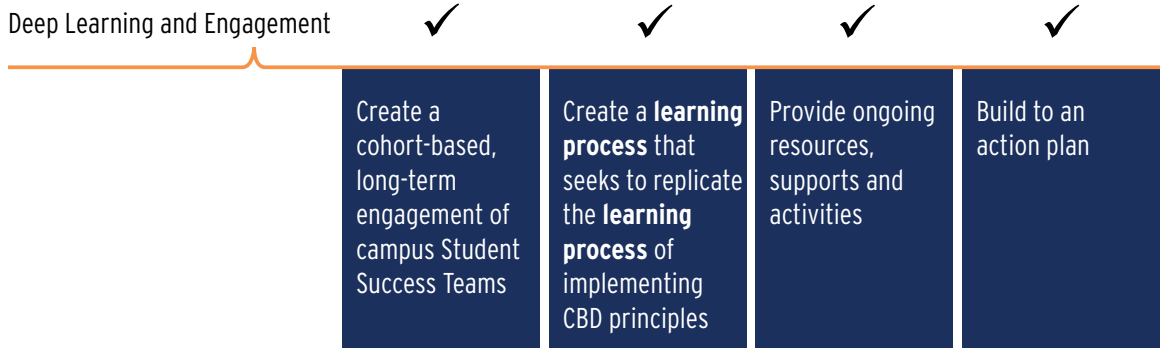 Deep Learning and Engagement ✓ ✓ ✓ ✓
Create a
cohort-based,
long-term
engagement of
campus Student
Success Teams
Create a learning
process that
seeks to replicate
the learning
process of
implementing
CBD principles
Provide ongoing
resources,
supports and
activities
Build to an
action plan